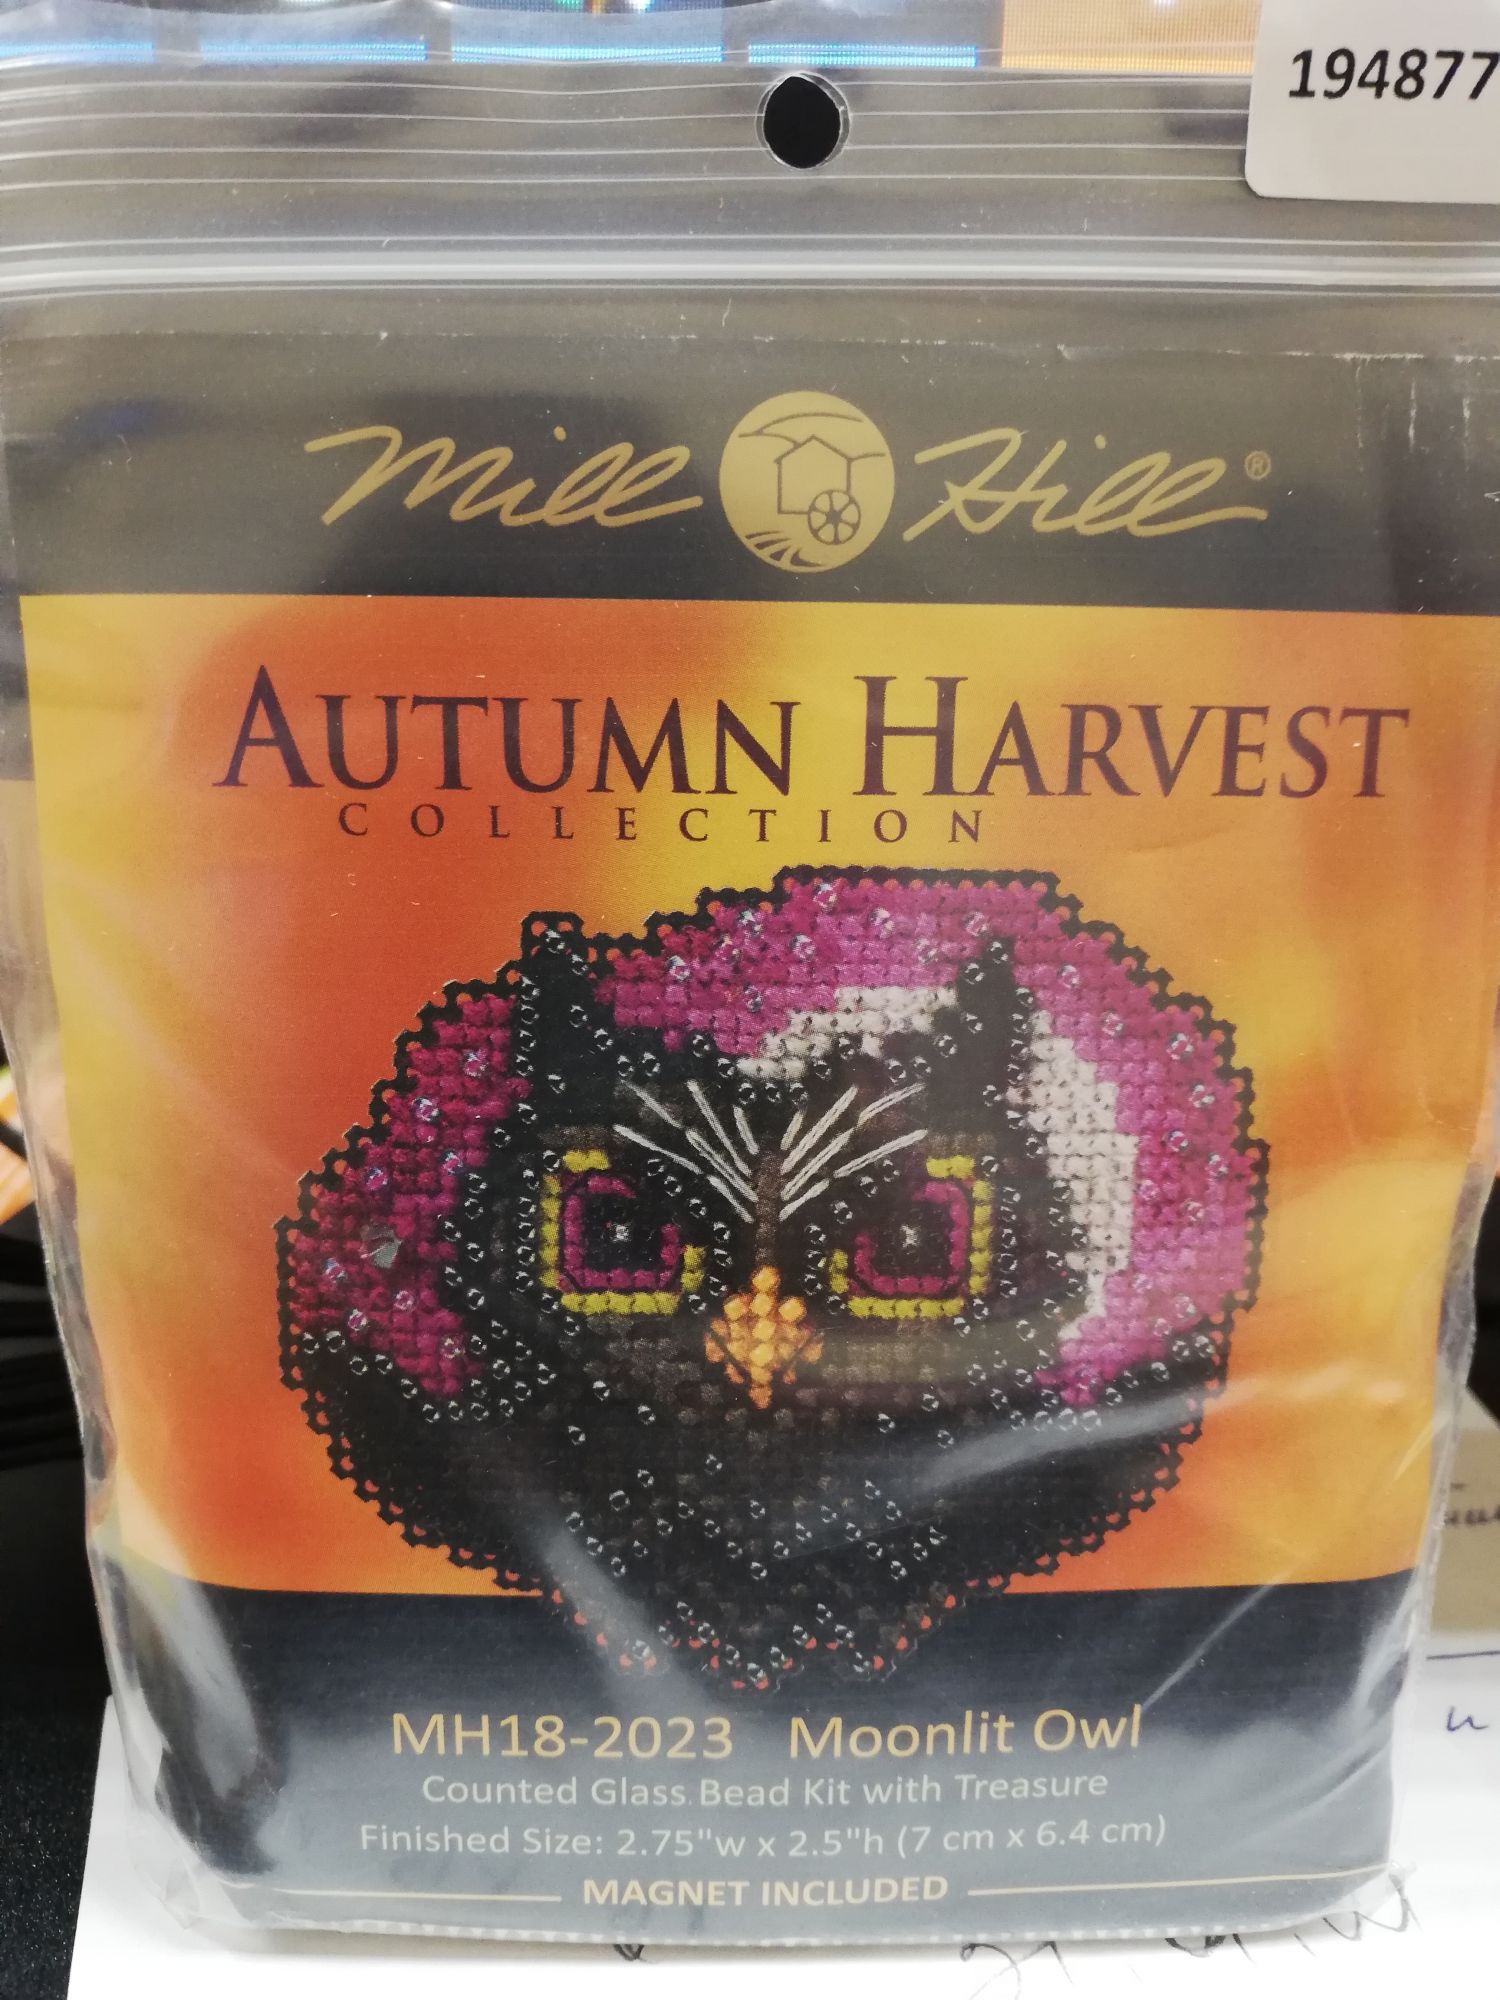 194877
Mill Hill®
AUTUMN HARVEST
COLLECTION
MH18-2023 Moonlit Owl
Counted Glass Bead Kit with Treasure
Finished Size: 2.75"w x 2.5"h (7 cm x 6.4 cm)
MAGNET INCLUDED